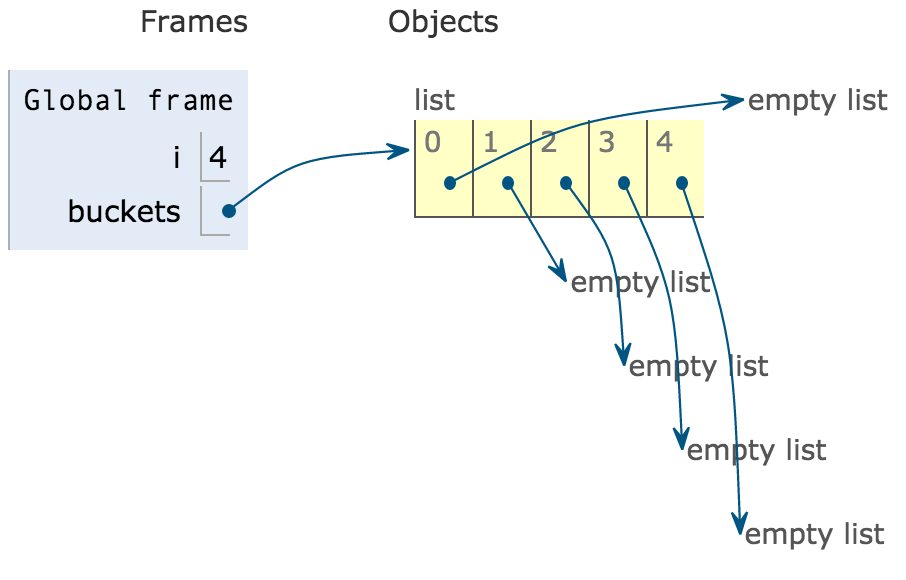 Frames
Objects
Global frame
i 4
buckets
list
0 1 2 3 4
empty list
empty list
empty list
empty list
empty list